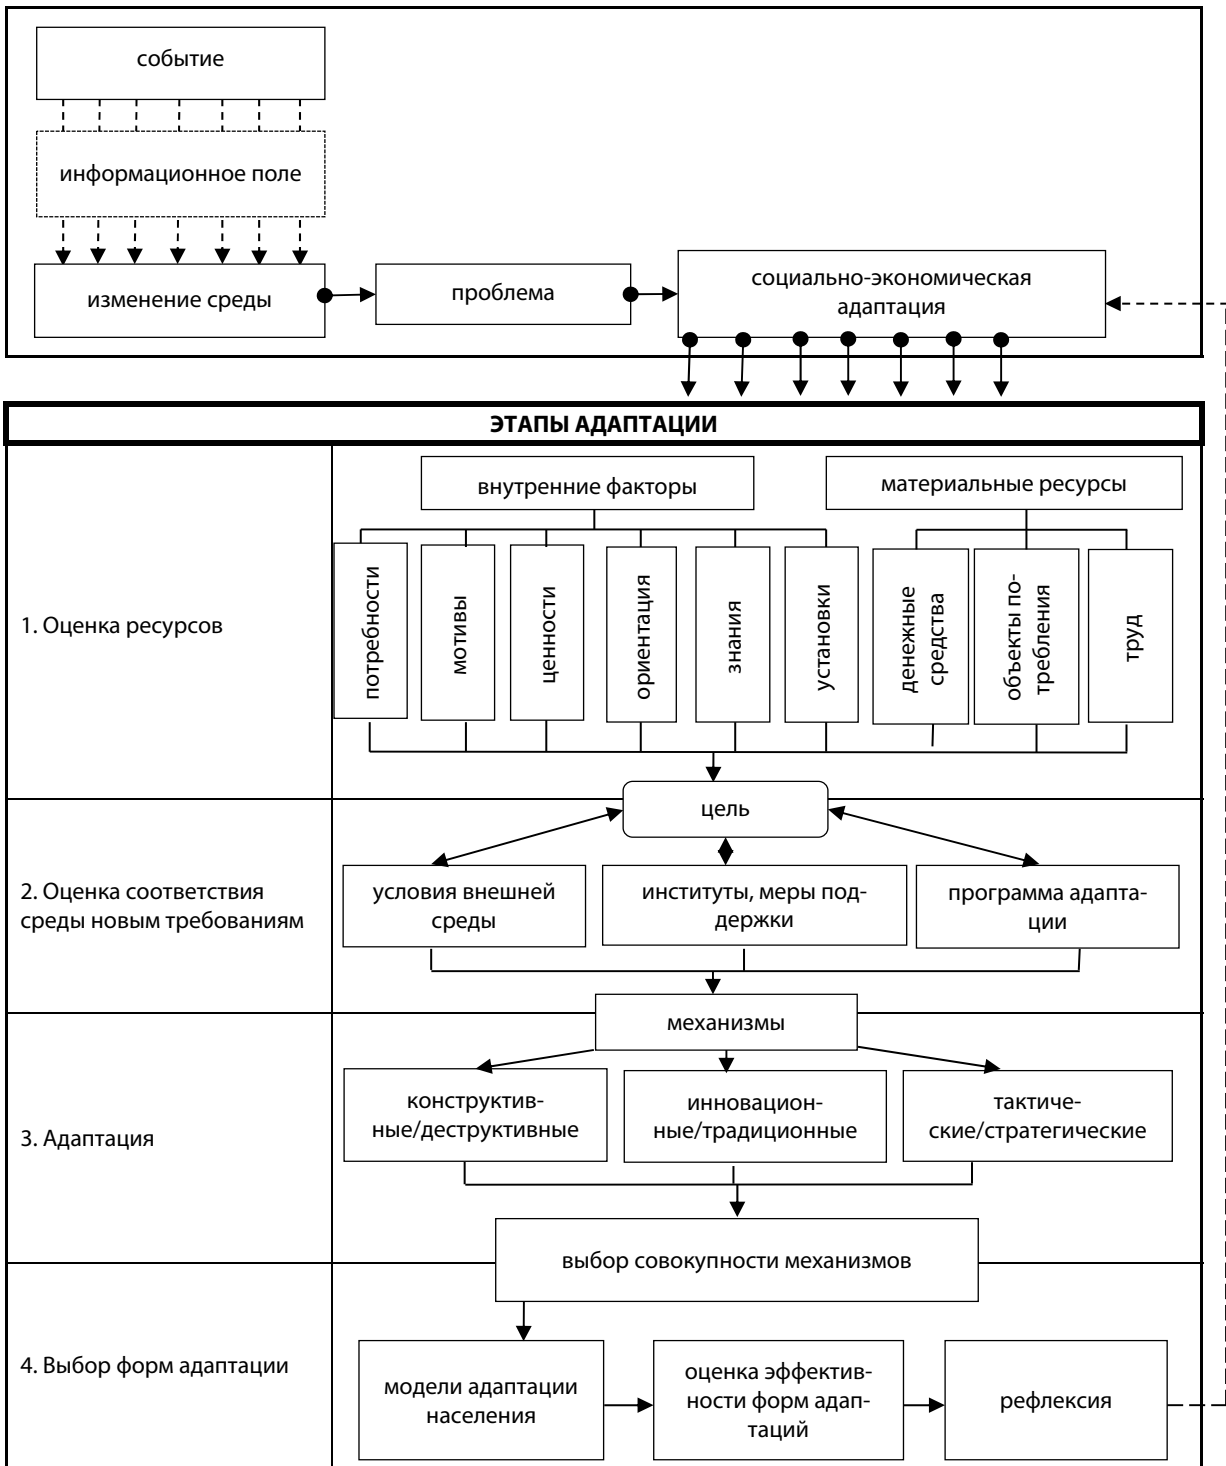 событие
информационное поле
изменение среды
проблема
социально-экономическая
адаптация
ЭТАПЫ АДАПТАЦИИ
1. Оценка ресурсов
внутренние факторы
материальные ресурсы
потребности
мотивы
ценности
ориентация
знания
установки
денежные
средства
объекты по-
требления
труд
цель
2. Оценка соответствия
среды новым требованиям
условия внешней
среды
институты, меры под-
держки
программа адапта-
ции
механизмы
3. Адаптация
конструктив-
ные/деструктивные
инновацион-
ные/традиционные
тактиче-
ские/стратегические
выбор совокупности механизмов
4. Выбор форм адаптации
модели адаптации
населения
оценка эффектив-
ности форм адап-
таций
рефлексия